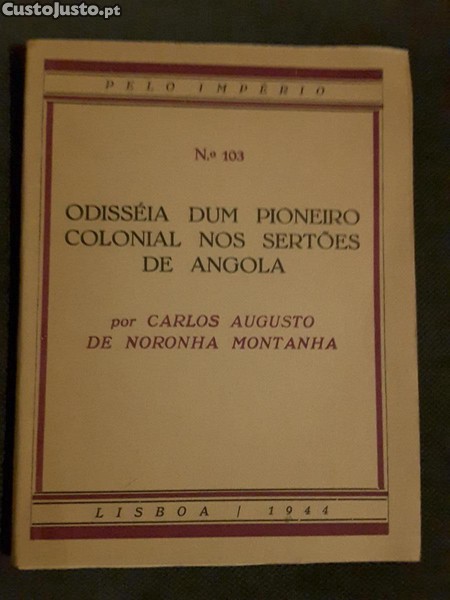 CustoJusto.pt
PELO IMPÉRIO
N.º 103
ODISSÉIA DUM PIONEIRO
COLONIAL NOS SERTÕES
DE ANGOLA
por CARLOS AUGUSTO
DE NORONHA MONTANHA
LISBOA / 1944